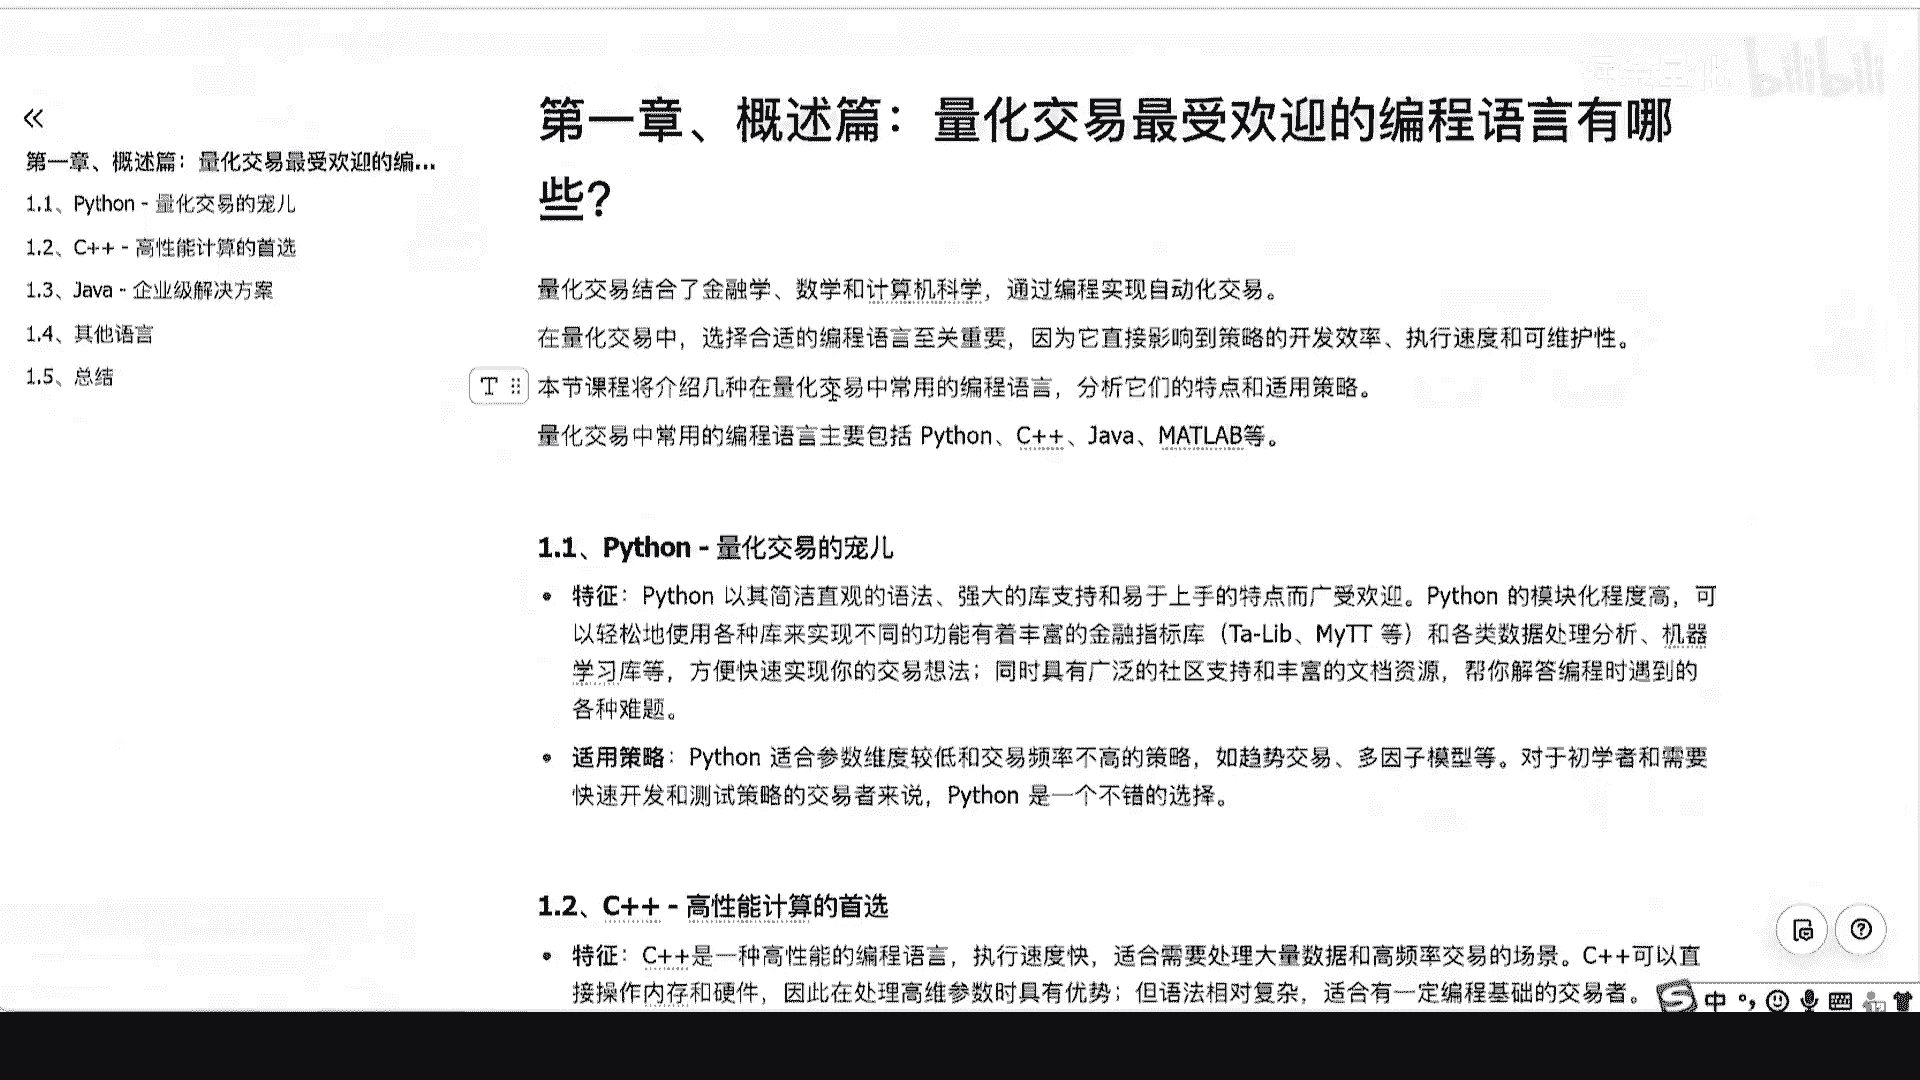 bilibili
第一章、概述篇：量化交易最受欢迎的编...
1.1、Python - 量化交易的宠儿
1.2、C++ - 高性能计算的首选
1.3、Java - 企业级解决方案
1.4、其他语言
1.5、总结
第一章、概述篇：量化交易最受欢迎的编程语言有哪
些？
量化交易结合了金融学、数学和计算机科学，通过编程实现自动化交易。
在量化交易中，选择合适的编程语言至关重要，因为它直接影响到策略的开发效率、执行速度和可维护性。
本节课程将介绍几种在量化交易中常用的编程语言，分析它们的特点和适用策略。
量化交易中常用的编程语言主要包括 Python、C++、Java、MATLAB等。
1.1、Python - 量化交易的宠儿
• 特征：Python 以其简洁直观的语法、强大的库支持和易于上手的特点而广受欢迎。Python 的模块化程度高，可
以轻松地使用各种库来实现不同的功能有着丰富的金融指标库（Ta-Lib、MyTT 等）和各类数据处理分析、机器
学习库等，方便快速实现你的交易想法；同时具有广泛的社区支持和丰富的文档资源，帮你解答编程时遇到的
各种难题。
• 适用策略：Python 适合参数维度较低和交易频率不高的策略，如趋势交易、多因子模型等。对于初学者和需要
快速开发和测试策略的交易者来说，Python 是一个不错的选择。
1.2、C++ - 高性能计算的首选
• 特征：C++是一种高性能的编程语言，执行速度快，适合需要处理大量数据和高频率交易的场景。C++可以直
接操作内存和硬件，因此在处理高维参数时具有优势；但语法相对复杂，适合有一定编程基础的交易者。
中